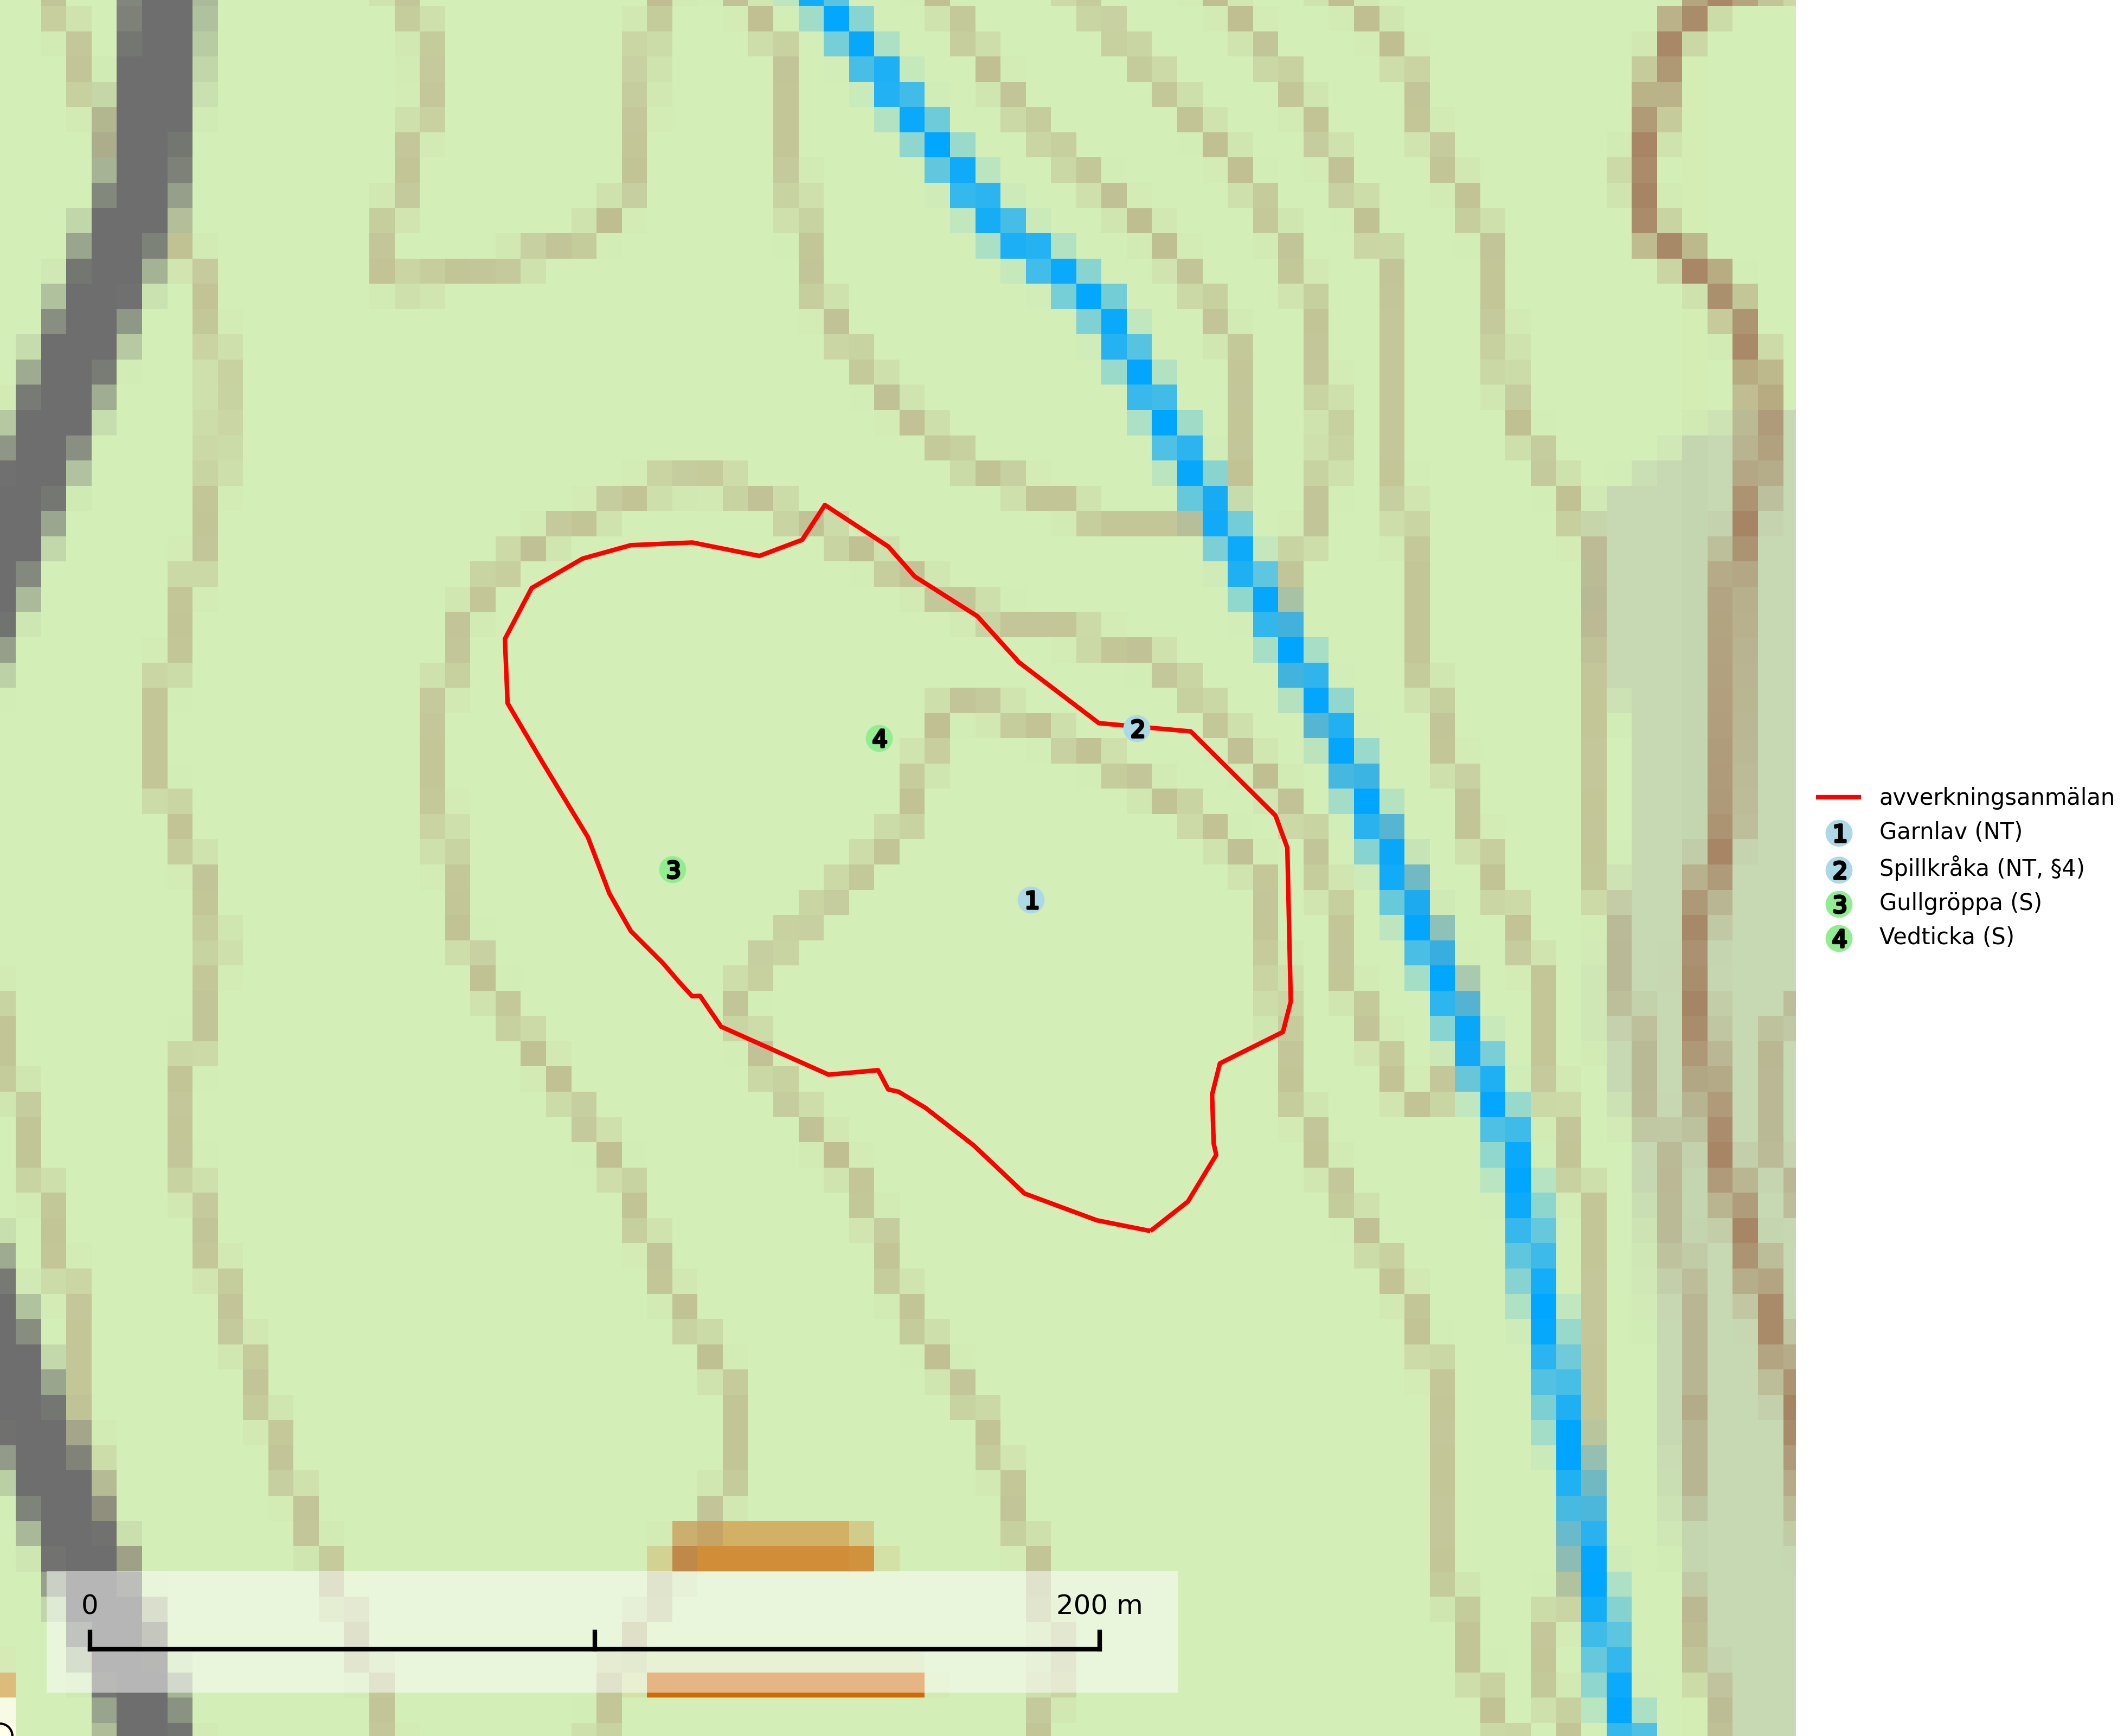 4
2
3
1
avverkningsanmälan
1 Garnlav (NT)
2 Spillkråka (NT, §4)
3 Gullgröppa (S)
4 Vedticka (S)
0 200 m